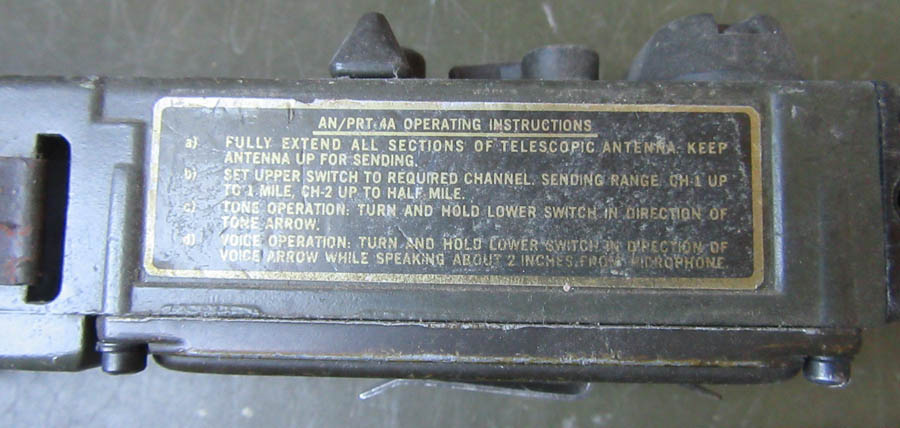 AN/PRT-4A OPERATING INSTRUCTIONS
a) FULLY EXTEND ALL SECTIONS OF TELESCOPIC ANTENNA. KEEP
ANTENNA UP FOR SENDING.
b) SET UPPER SWITCH TO REQUIRED CHANNEL. SENDING RANGE, CH-1 UP
TO 1 MILE, CH-2 UP TO HALF MILE.
c) TONE OPERATION: TURN AND HOLD LOWER SWITCH IN DIRECTION OF
TONE ARROW.
d) VOICE OPERATION: TURN AND HOLD LOWER SWITCH IN DIRECTION OF
VOICE ARROW WHILE SPEAKING ABOUT 2 INCHES FROM MICROPHONE